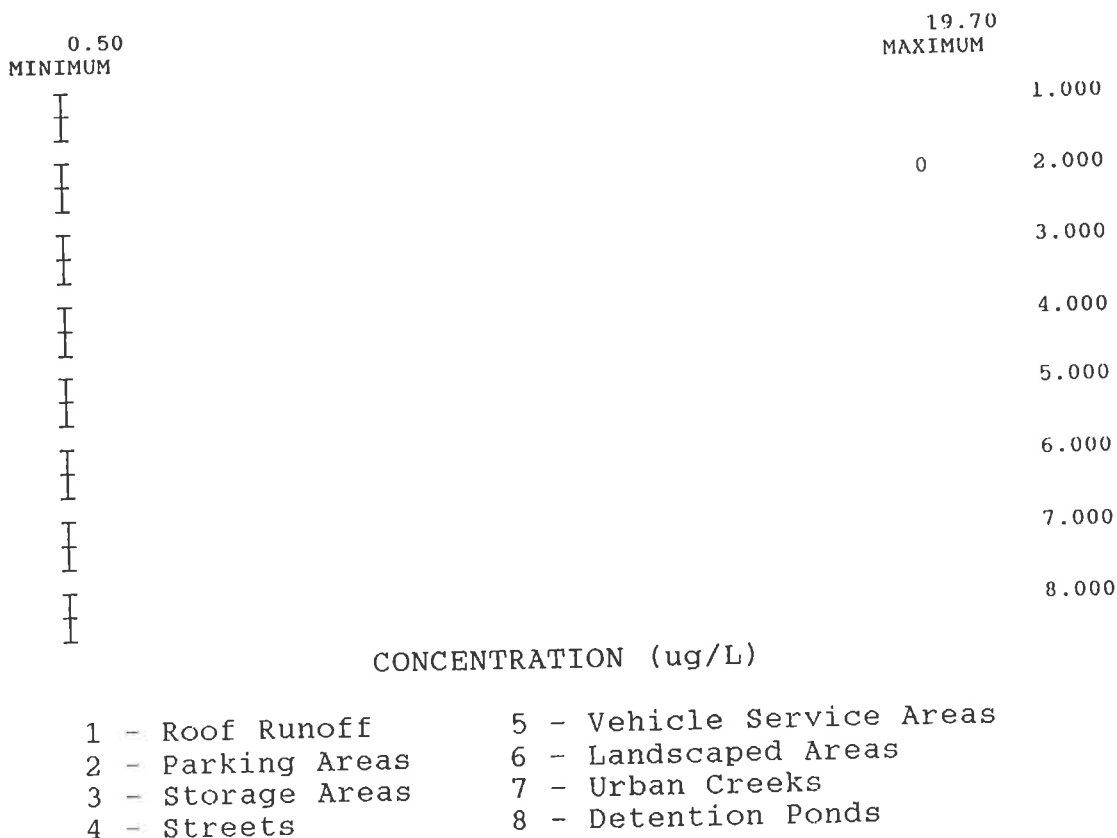 0.50 19.70
MINIMUM MAXIMUM
1.000
0 2.000
3.000
4.000
5.000
6.000
7.000
8.000
CONCENTRATION (ug/L)
1 - Roof Runoff 5 - Vehicle Service Areas
2 - Parking Areas 6 - Landscaped Areas
3 - Storage Areas 7 - Urban Creeks
4 - Streets 8 - Detention Ponds